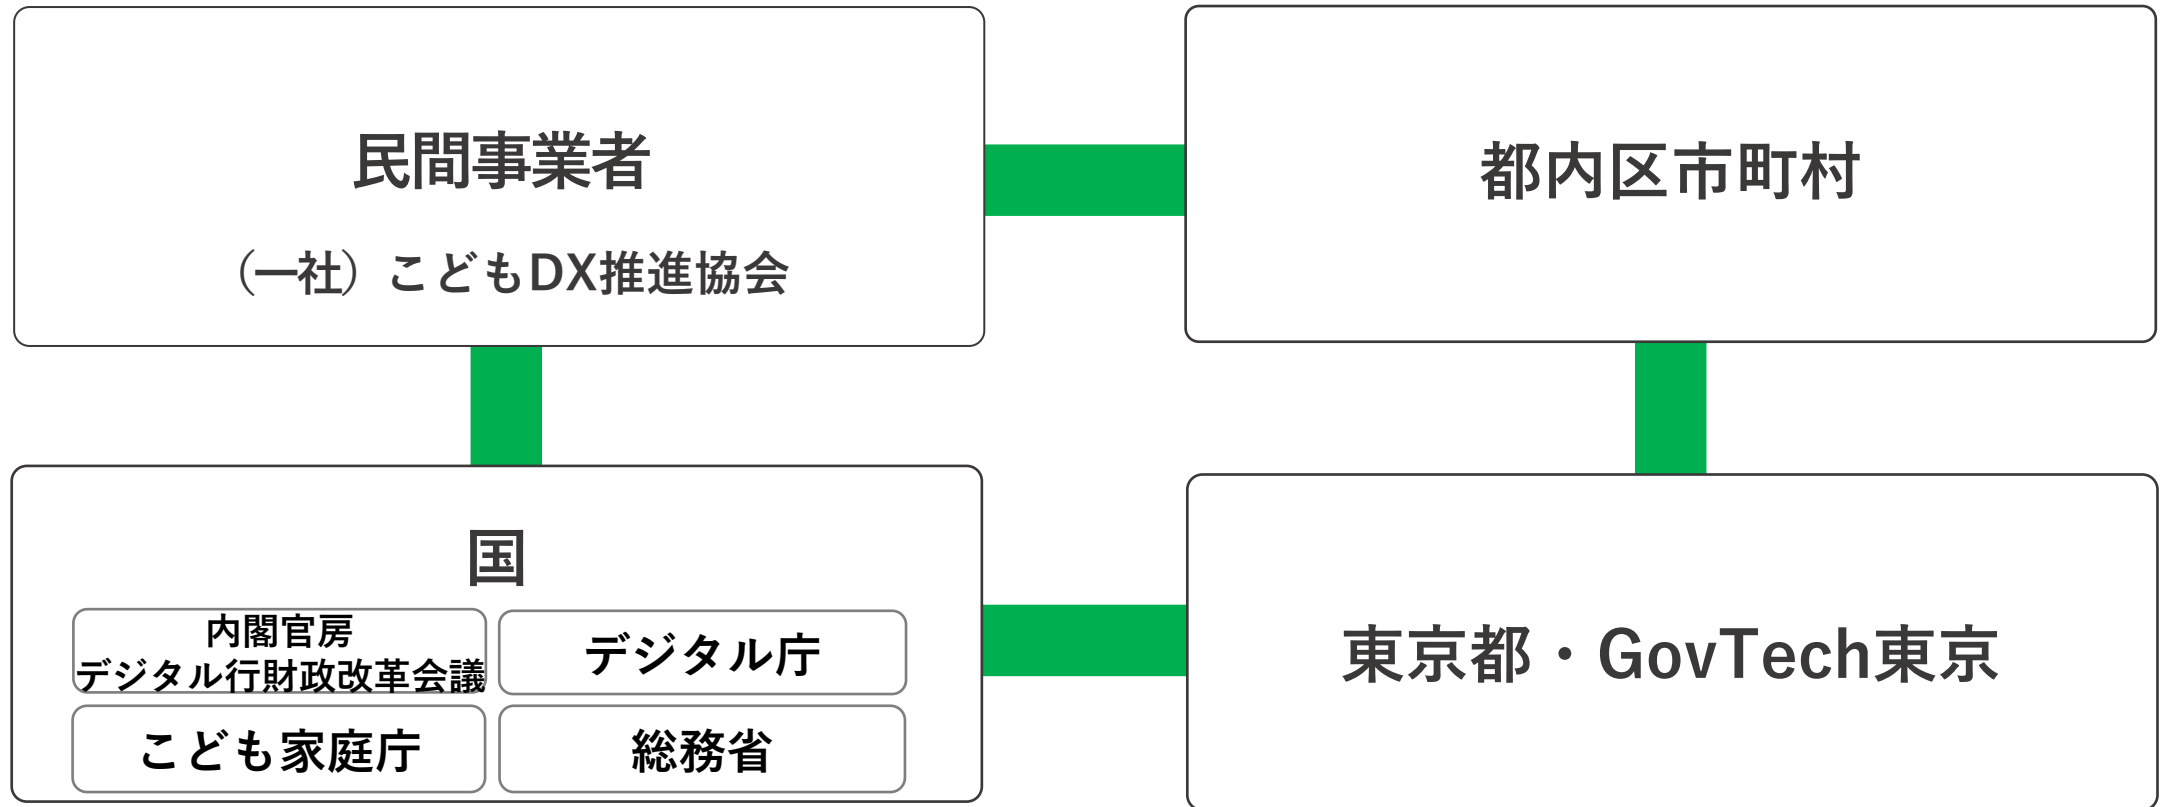 民間事業者
（一社）こどもDX推進協会
都内区市町村
国
内閣官房
デジタル行財政改革会議
デジタル庁
こども家庭庁
総務省
東京都・GovTech東京